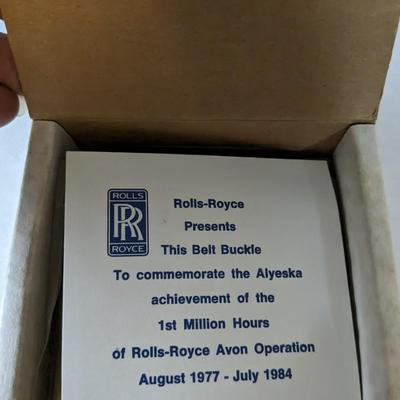 ROLLS
RR
ROYCE
Rolls-Royce
Presents
This Belt Buckle
To commemorate the Alyeska
achievement of the
1st Million Hours
of Rolls-Royce Avon Operation
August 1977 - July 1984